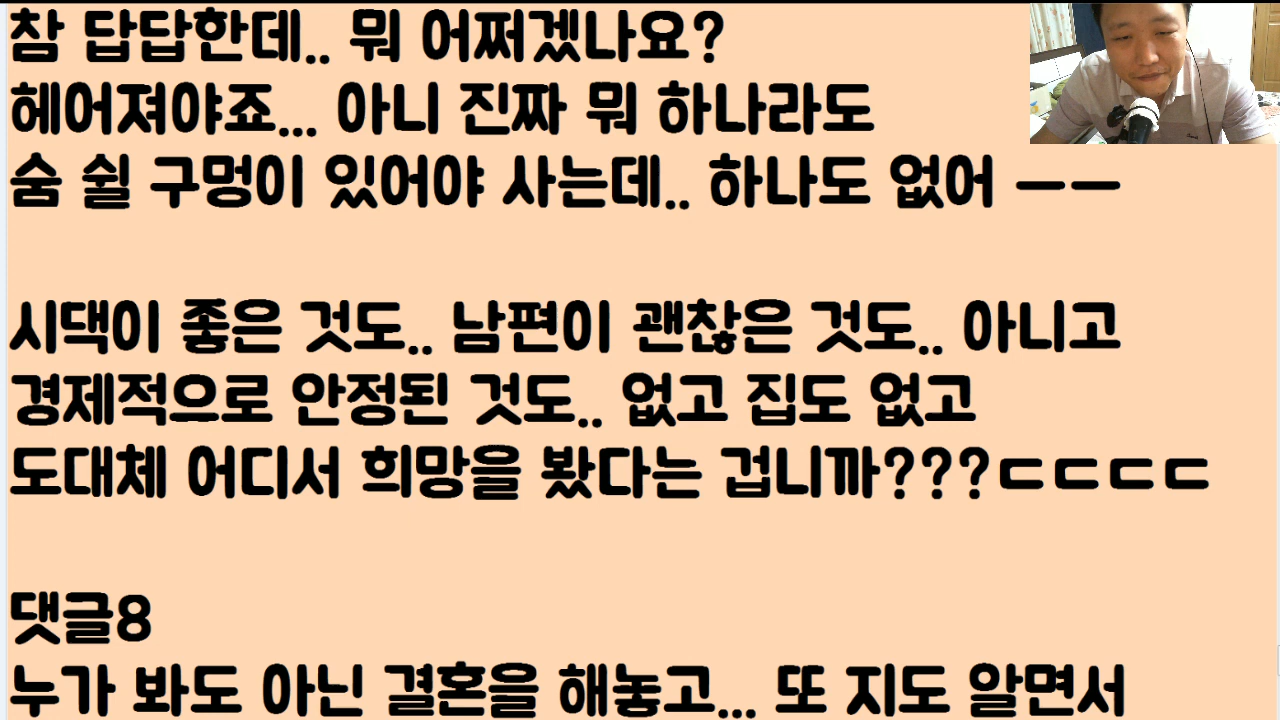 참 답답한데.. 뭐 어쩌겠나요?
헤어져야죠... 아니 진짜 뭐 하나라도
숨 쉴 구멍이 있어야 사는데.. 하나도 없어 ㅡㅡ
시댁이 좋은 것도.. 남편이 괜찮은 것도.. 아니고
경제적으로 안정된 것도.. 없고 집도 없고
도대체 어디서 희망을 봤다는 겁니까???ㄷㄷㄷㄷ
댓글8
누가 봐도 아닌 결혼을 해놓고... 또 지도 알면서